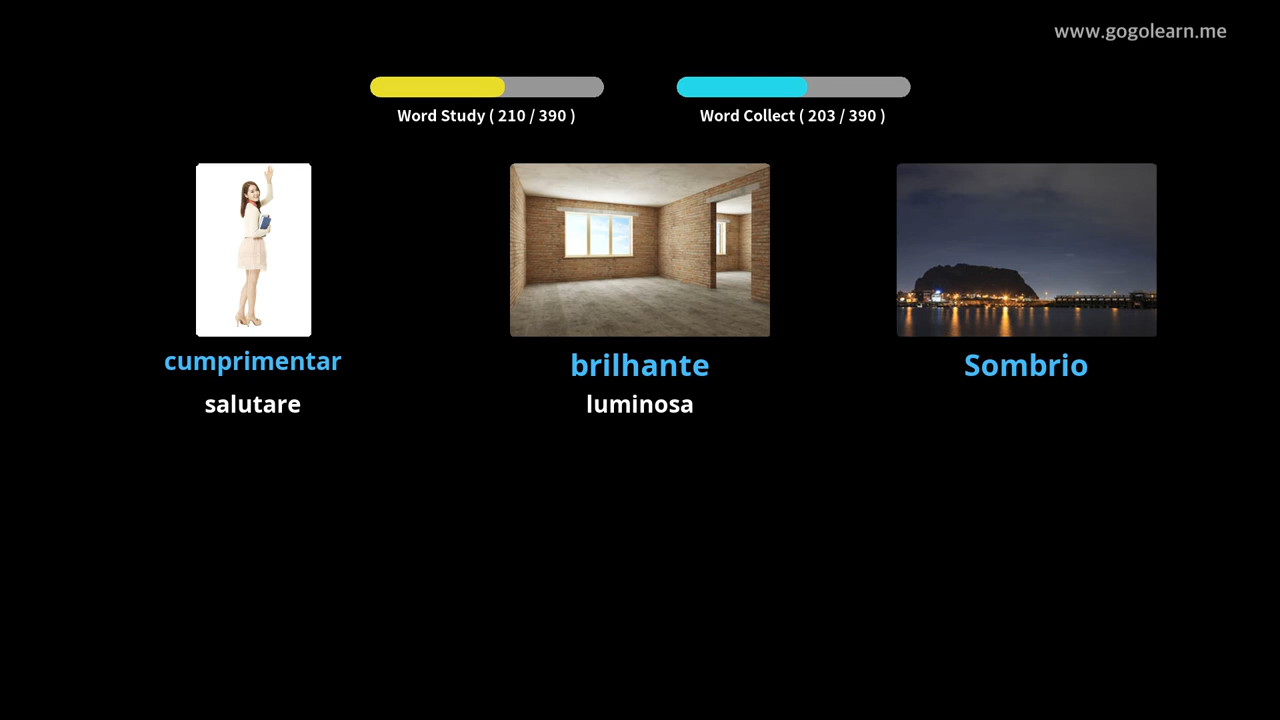 www.gogolearn.me
Word Study ( 210 / 390 )
Word Collect ( 203 / 390 )
cumprimentar
salutare
brilhante
luminosa
Sombrio